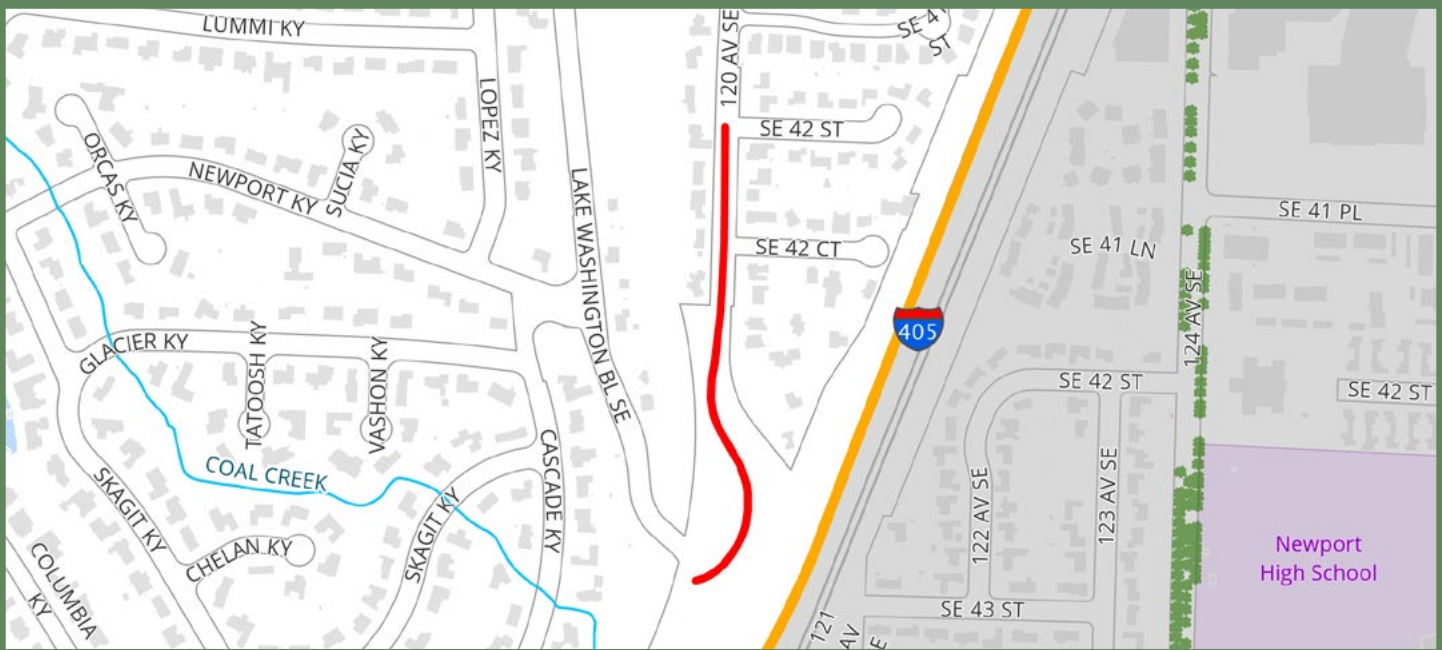 LUMMI KY
LOPEZ KY
ORCAS KY
NEWPORT KY
SUCIA KY
LAKE WASHINGTON BL SE
120 AV SE
SE 41
ST
SE 42 ST
SE 42 CT
405
SE 41 PL
SE 41 LN
124 AV SE
GLACIER KY
TATOOSH KY
VASHON KY
COAL CREEK
CASCADE KY
SKAGIT KY
SKAGIT KY
CHELAN KY
COLUMBIA
KY
SE 42 ST
SE 42 ST
122 AV SE
123 AV SE
Newport
High School
SE 43 ST
121
AV